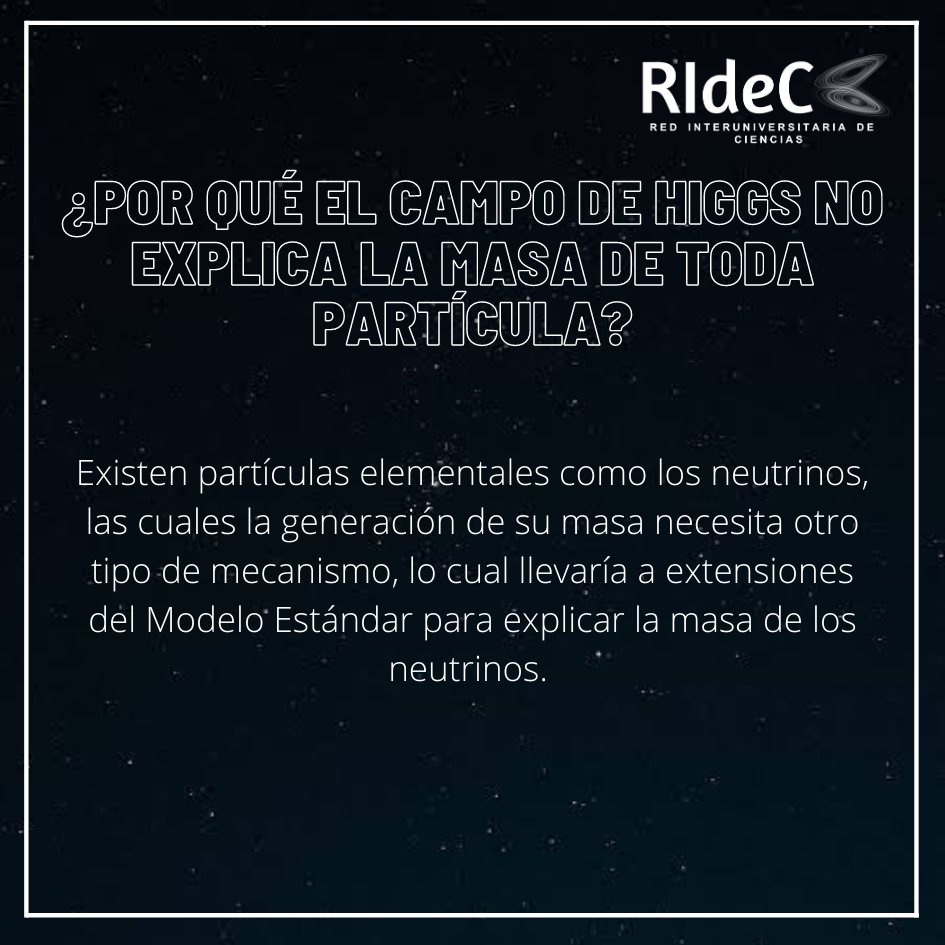 RIdeC
RED INTERUNIVERSITARIA DE
CIENCIAS
¿POR QUÉ EL CAMPO DE HIGGS NO
EXPLICA LA MASA DE TODA
PARTÍCULA?
Existen partículas elementales como los neutrinos,
las cuales la generación de su masa necesita otro
tipo de mecanismo, lo cual llevaría a extensiones
del Modelo Estándar para explicar la masa de los
neutrinos.